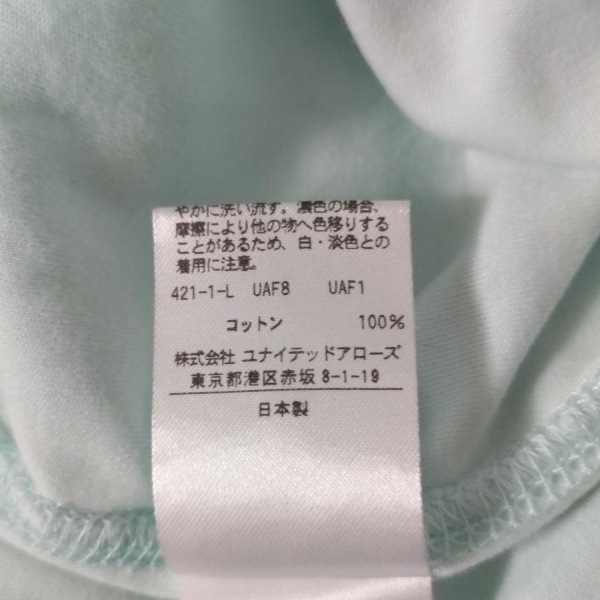 やかに洗い流す。濃色の場合、
摩擦により他の物へ色移りする
ことがあるため、白・淡色との
着用に注意。
421-1-L UAF8 UAF1
コットン 100%
株式会社 ユナイテッドアローズ
東京都港区赤坂 8-1-19
日本製